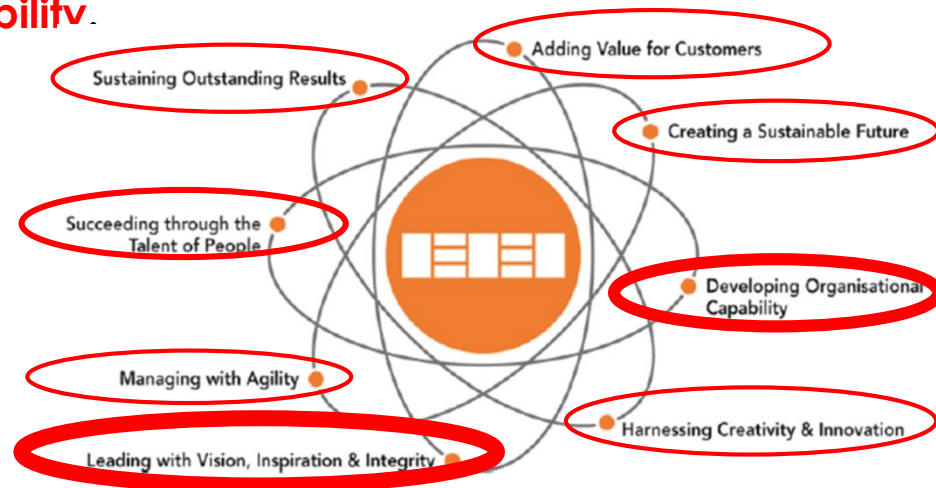 Adding Value for Customers
Sustaining Outstanding Results
Creating a Sustainable Future
Succeeding through the
Talent of People
Developing Organisational
Capability
Managing with Agility
Harnessing Creativity & Innovation
Leading with Vision, Inspiration & Integrity